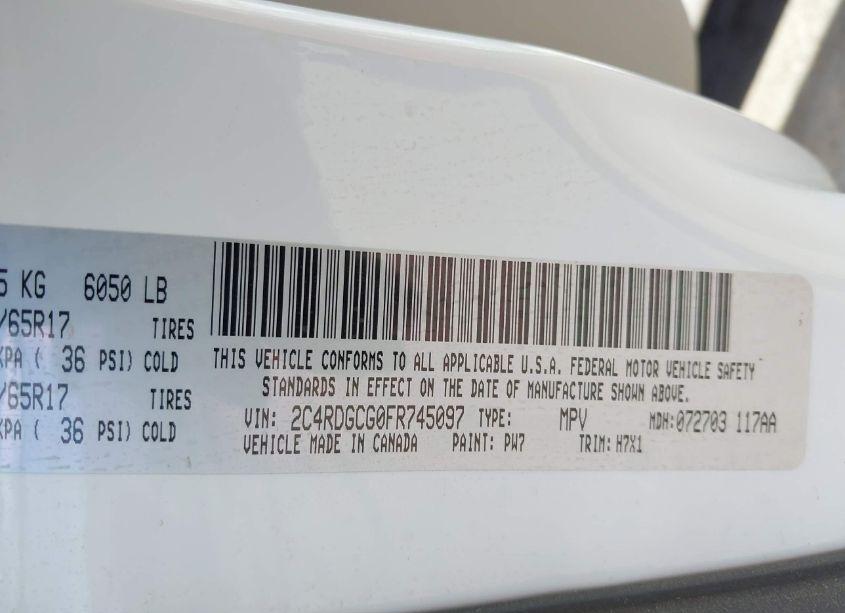 5 KG 6050 LB
/65R17 TIRES
KPA ( 36 PSI) COLD
/65R17 TIRES
KPA ( 36 PSI) COLD
THIS VEHICLE CONFORMS TO ALL APPLICABLE U.S.A. FEDERAL MOTOR VEHICLE SAFETY
STANDARDS IN EFFECT ON THE DATE OF MANUFACTURE SHOWN ABOVE.
VIN: 2C4RDGCG0FR745097 TYPE: MPV MDH:072703 117AA
VEHICLE MADE IN CANADA PAINT: PW7 TRIM: H7X1